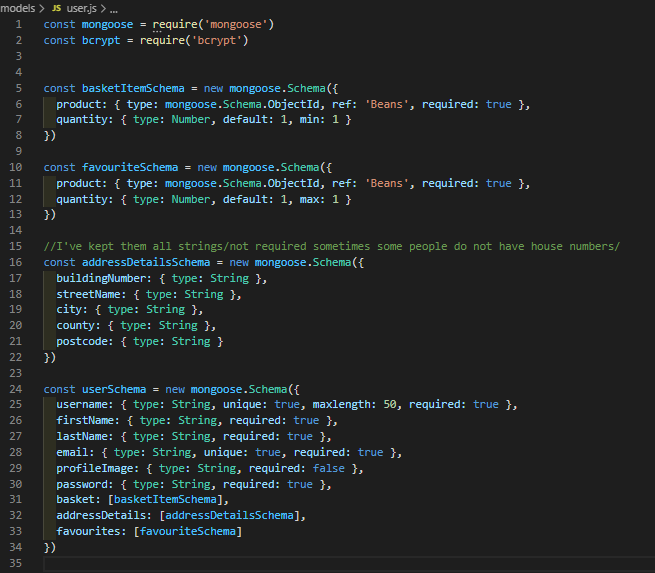 models > JS user.js > ...
1 const mongoose = require('mongoose')
2 const bcrypt = require('bcrypt')
3
4
5 const basketItemSchema = new mongoose.Schema({
6   product: { type: mongoose.Schema.ObjectId, ref: 'Beans', required: true },
7   quantity: { type: Number, default: 1, min: 1 }
8 })
9
10 const favouriteSchema = new mongoose.Schema({
11   product: { type: mongoose.Schema.ObjectId, ref: 'Beans', required: true },
12   quantity: { type: Number, default: 1, max: 1 }
13 })
14
15 //I've kept them all strings/not required sometimes some people do not have house numbers/
16 const addressDetailsSchema = new mongoose.Schema({
17   buildingNumber: { type: String },
18   streetName: { type: String },
19   city: { type: String },
20   county: { type: String },
21   postcode: { type: String }
22 })
23
24 const userSchema = new mongoose.Schema({
25   username: { type: String, unique: true, maxlength: 50, required: true },
26   firstName: { type: String, required: true },
27   lastName: { type: String, required: true },
28   email: { type: String, unique: true, required: true },
29   profileImage: { type: String, required: false },
30   password: { type: String, required: true },
31   basket: [basketItemSchema],
32   addressDetails: [addressDetailsSchema],
33   favourites: [favouriteSchema]
34 })
35